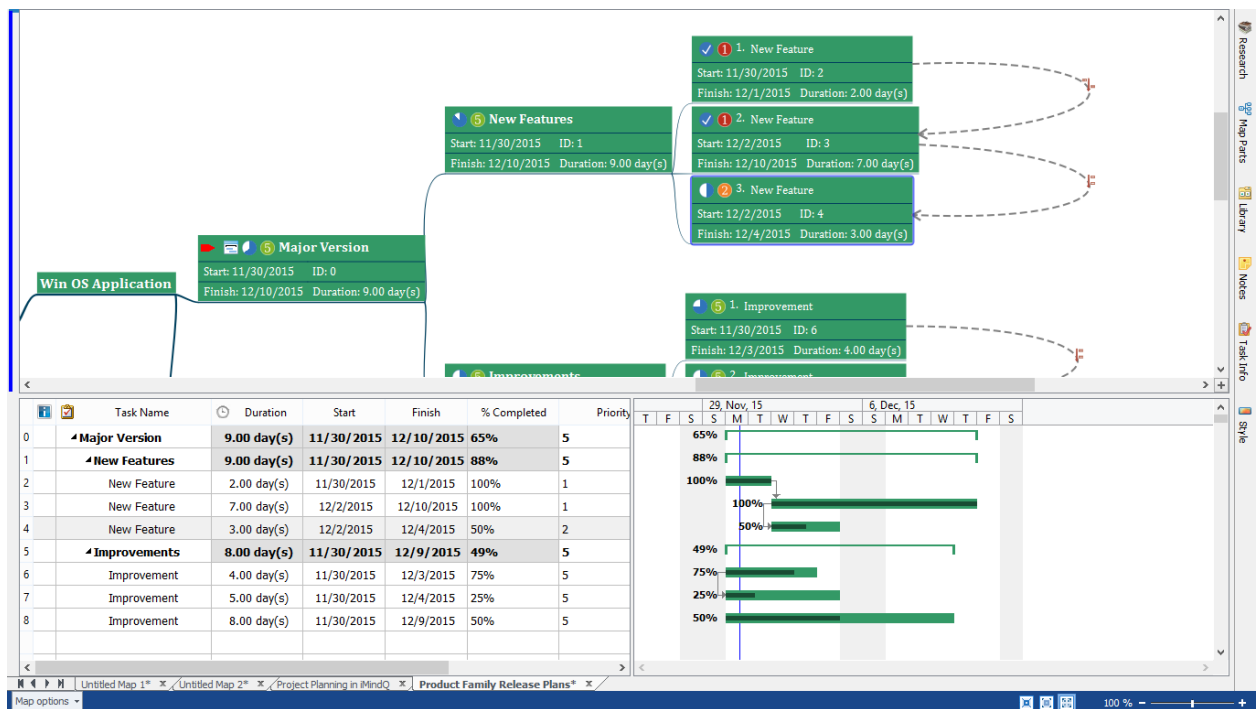 1. New Feature
Start: 11/30/2015 ID: 2
Finish: 12/1/2015 Duration: 2.00 day(s)
New Features
Start: 11/30/2015 ID: 1
Finish: 12/10/2015 Duration: 9.00 day(s)
2. New Feature
Start: 12/2/2015 ID: 3
Finish: 12/10/2015 Duration: 7.00 day(s)
3. New Feature
Start: 12/2/2015 ID: 4
Finish: 12/4/2015 Duration: 3.00 day(s)
Major Version
Start: 11/30/2015 ID: 0
Finish: 12/10/2015 Duration: 9.00 day(s)
Win OS Application
1. Improvement
Start: 11/30/2015 ID: 6
Finish: 12/3/2015 Duration: 4.00 day(s)
Improvements
2. Improvement
Research
Map Parts
Library
Notes
Task Info
Style
Task Name Duration Start Finish % Completed Priority
0 Major Version 9.00 day(s) 11/30/2015 12/10/2015 65% 5
1 New Features 9.00 day(s) 11/30/2015 12/10/2015 88% 5
2 New Feature 2.00 day(s) 11/30/2015 12/1/2015 100% 1
3 New Feature 7.00 day(s) 12/2/2015 12/10/2015 100% 1
4 New Feature 3.00 day(s) 12/2/2015 12/4/2015 50% 2
5 Improvements 8.00 day(s) 11/30/2015 12/9/2015 49% 5
6 Improvement 4.00 day(s) 11/30/2015 12/3/2015 75% 5
7 Improvement 5.00 day(s) 11/30/2015 12/4/2015 25% 5
8 Improvement 8.00 day(s) 11/30/2015 12/9/2015 50% 5
29, Nov, 15 6, Dec, 15
T F S S M T W T F S S M T W T F S
65%
88%
100%
100%
50%
49%
75%
25%
50%
Untitled Map 1* Untitled Map 2* Project Planning in iMindQ Product Family Release Plans*
Map options
100 %